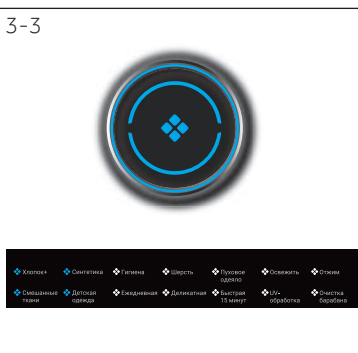 3-3
Хлопок+ Синтетика Гигиена Шерсть Пуховое одеяло Освежить Отжим
Смешанные ткани Детская одежда Ежедневная Деликатная Быстрая 15 минут UV-обработка Очистка барабана